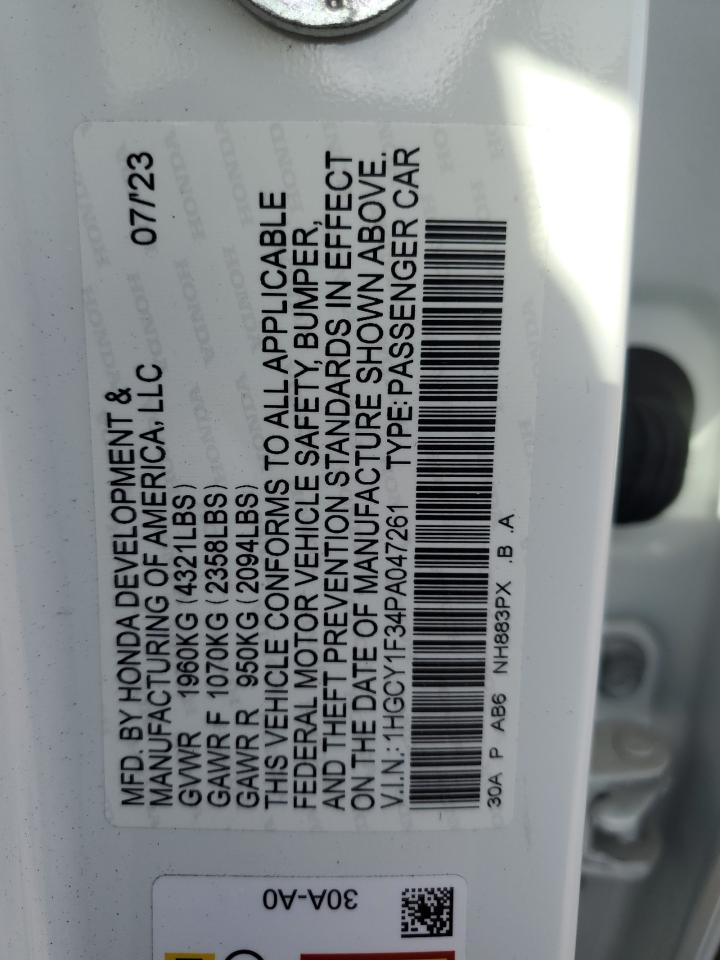 MFD. BY HONDA DEVELOPMENT &
MANUFACTURING OF AMERICA, LLC 07/'23
GVWR 1960KG (4321LBS)
GAWR F 1070KG (2358LBS)
GAWR R 950KG (2094LBS)
THIS VEHICLE CONFORMS TO ALL APPLICABLE
FEDERAL MOTOR VEHICLE SAFETY, BUMPER,
AND THEFT PREVENTION STANDARDS IN EFFECT
ON THE DATE OF MANUFACTURE SHOWN ABOVE.
V.I.N.: 1HGCY1F34PA047261 TYPE: PASSENGER CAR
30A P AB6 NH883PX .B .A
30A-A0